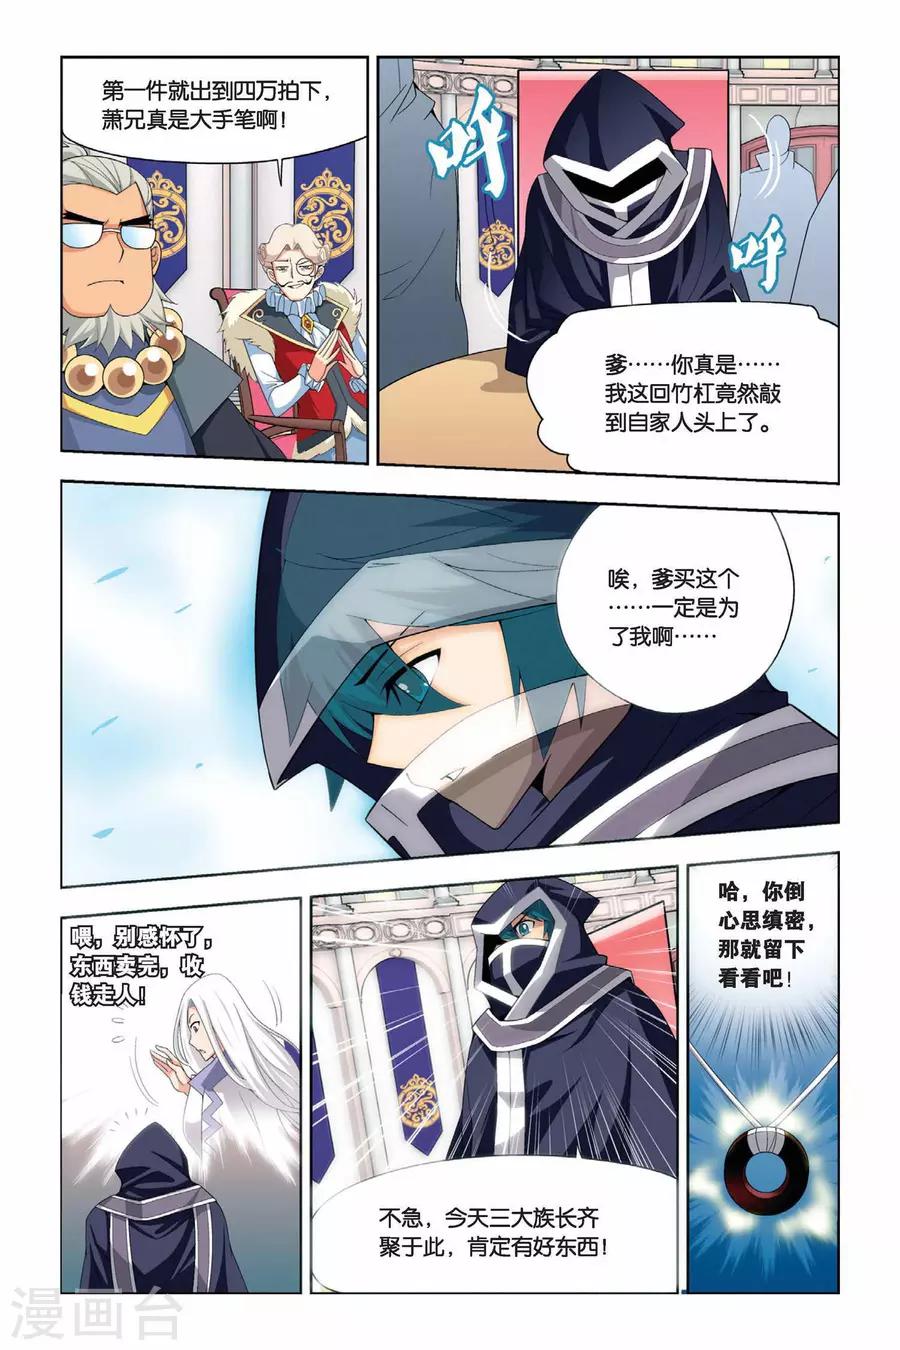 第一件就出到四万拍下，
萧兄真是大手笔啊！
呼
呼
爹……你真是……
我这回竹杠竟然敲
到自家人头上了。
唉，爹买这个
……一定是为
了我啊……
喂，别感怀了，
东西卖完，收
钱走人！
不急，今天三大族长齐
聚于此，肯定有好东西！
哈，你倒
心思缜密，
那就留下
看看吧！
漫画台